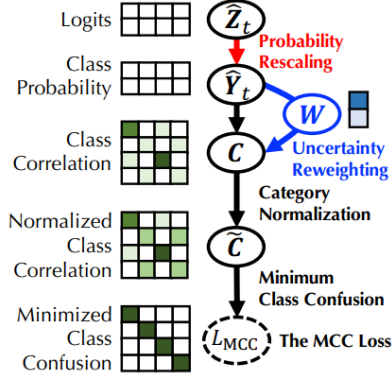 Logits
Ẑₜ
Probability
Rescaling
Class
Probability
Ŷₜ
W
Class
Correlation
C
Uncertainty
Reweighting
Category
Normalization
Normalized
Class
Correlation
C̃
Minimum
Class Confusion
Minimized
Class
Confusion
L_MCC
The MCC Loss